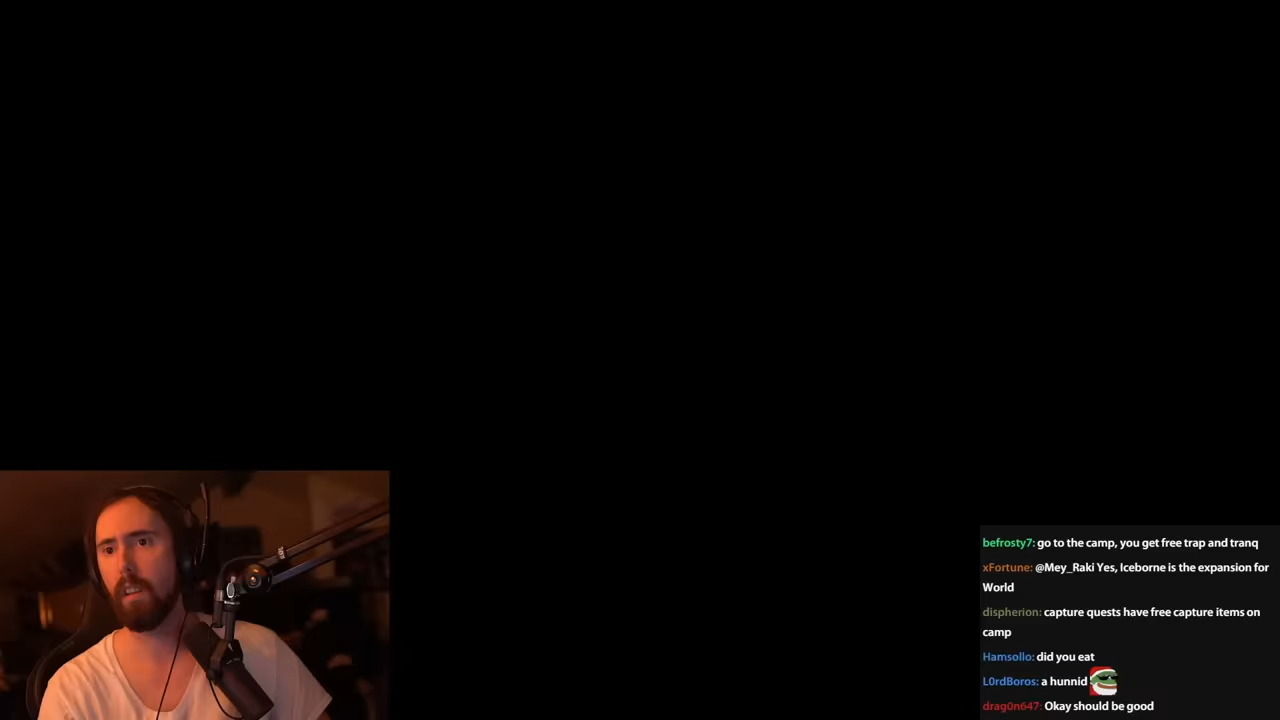 befrosty7: go to the camp, you get free trap and tranq
xFortune: @Mey_Raki Yes, Iceborne is the expansion for
World
dispherion: capture quests have free capture items on
camp
Hamsollo: did you eat
L0rdBoros: a hunnid
drag0n647: Okay should be good